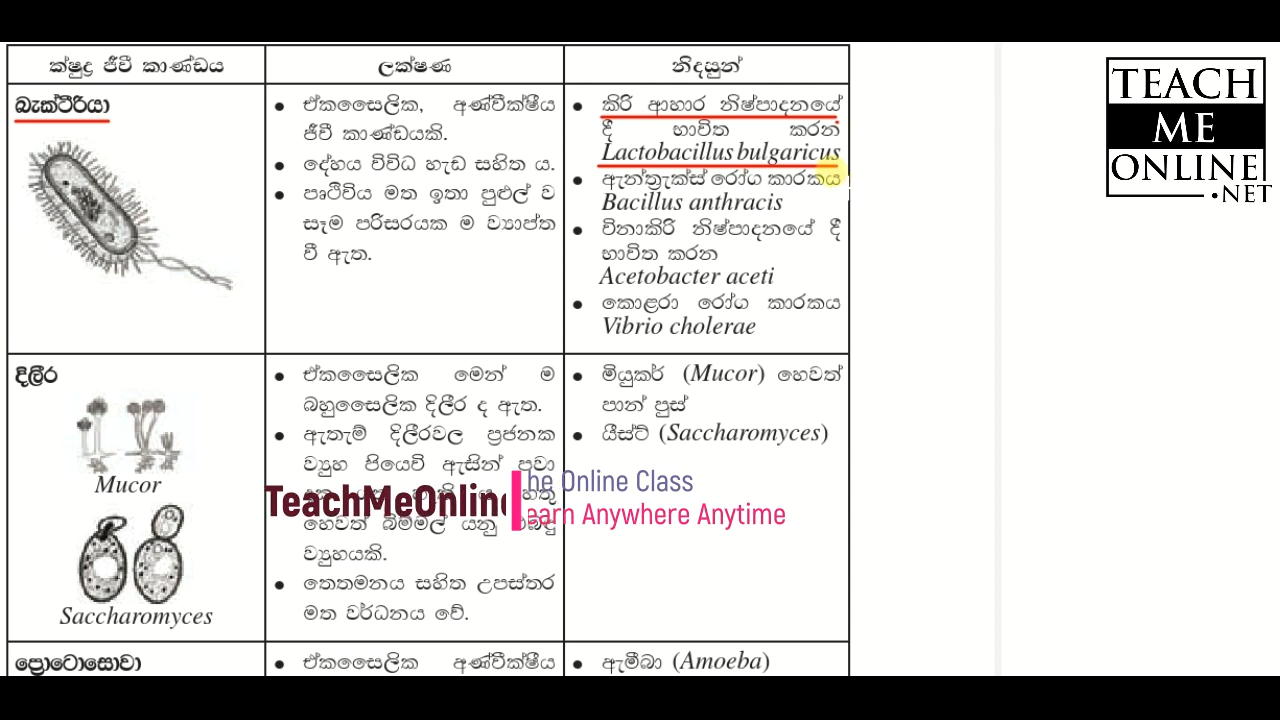 ක්ෂුද්‍ර ජීවී කාණ්ඩය
ලක්ෂණ
නිදසුන්
බැක්ටීරියා
ඒකසෛලික, අණ්වීක්ෂීය
ජීවී කාණ්ඩයකි.
දේහය විවිධ හැඩ සහිත ය.
පෘථිවිය මත ඉතා පුළුල් ව
සෑම පරිසරයක ම ව්‍යාප්ත
වී ඇත.
කිරි ආහාර නිෂ්පාදනයේ
දී භාවිත කරන
Lactobacillus bulgaricus
ඇන්ත්‍රැක්ස් රෝග කාරකය
Bacillus anthracis
විනාකිරි නිෂ්පාදනයේ දී
භාවිත කරන
Acetobacter aceti
කොළරා රෝග කාරකය
Vibrio cholerae
දිලීර
Mucor
Saccharomyces
ඒකසෛලික මෙන් ම
බහුසෛලික දිලීර ද ඇත.
ඇතැම් දිලීරවල ප්‍රජනක
ව්‍යුහ පියෙවි ඇසින් පවා
හෙවත් බිම්මල් යනු එබඳු
ව්‍යුහයකි.
තෙතමනය සහිත උපස්තර
මත වර්ධනය වේ.
මියුකර් (Mucor) හෙවත්
පාන් පුස්
යීස්ට් (Saccharomyces)
ප්‍රොටොසොවා
ඒකසෛලික අණ්වීක්ෂීය
ඇමීබා (Amoeba)
TeachMeOnline
he Online Class
earn Anywhere Anytime
TEACH
ME
ONLINE
.NET